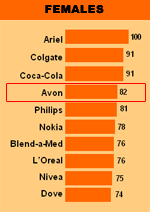 FEMALES
Ariel 100
Colgate 91
Coca-Cola 91
Avon 82
Philips 81
Nokia 78
Blend-a-Med 76
L'Oreal 76
Nivea 75
Dove 74